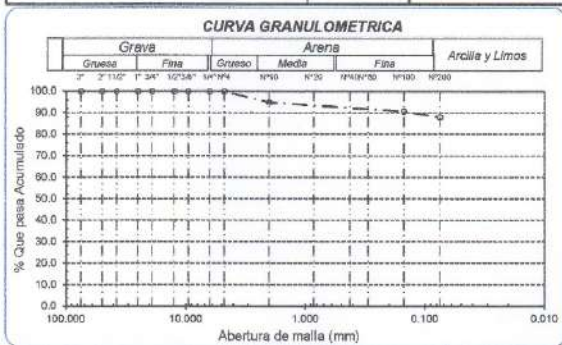 CURVA GRANULOMETRICA
Grava Arena Arcilla y Limos
Gruesa Fina Grueso Media Fina
3" 2" 1 1/2" 1" 3/4" 1/2" 3/8" 1/4" N°4 N°10 N°20 N°40 N°60 N°100 N°200
% Que pasa Acumulado
100.0
90.0
80.0
70.0
60.0
50.0
40.0
30.0
20.0
10.0
0.0
100.000 10.000 1.000 0.100 0.010
Abertura de malla (mm)